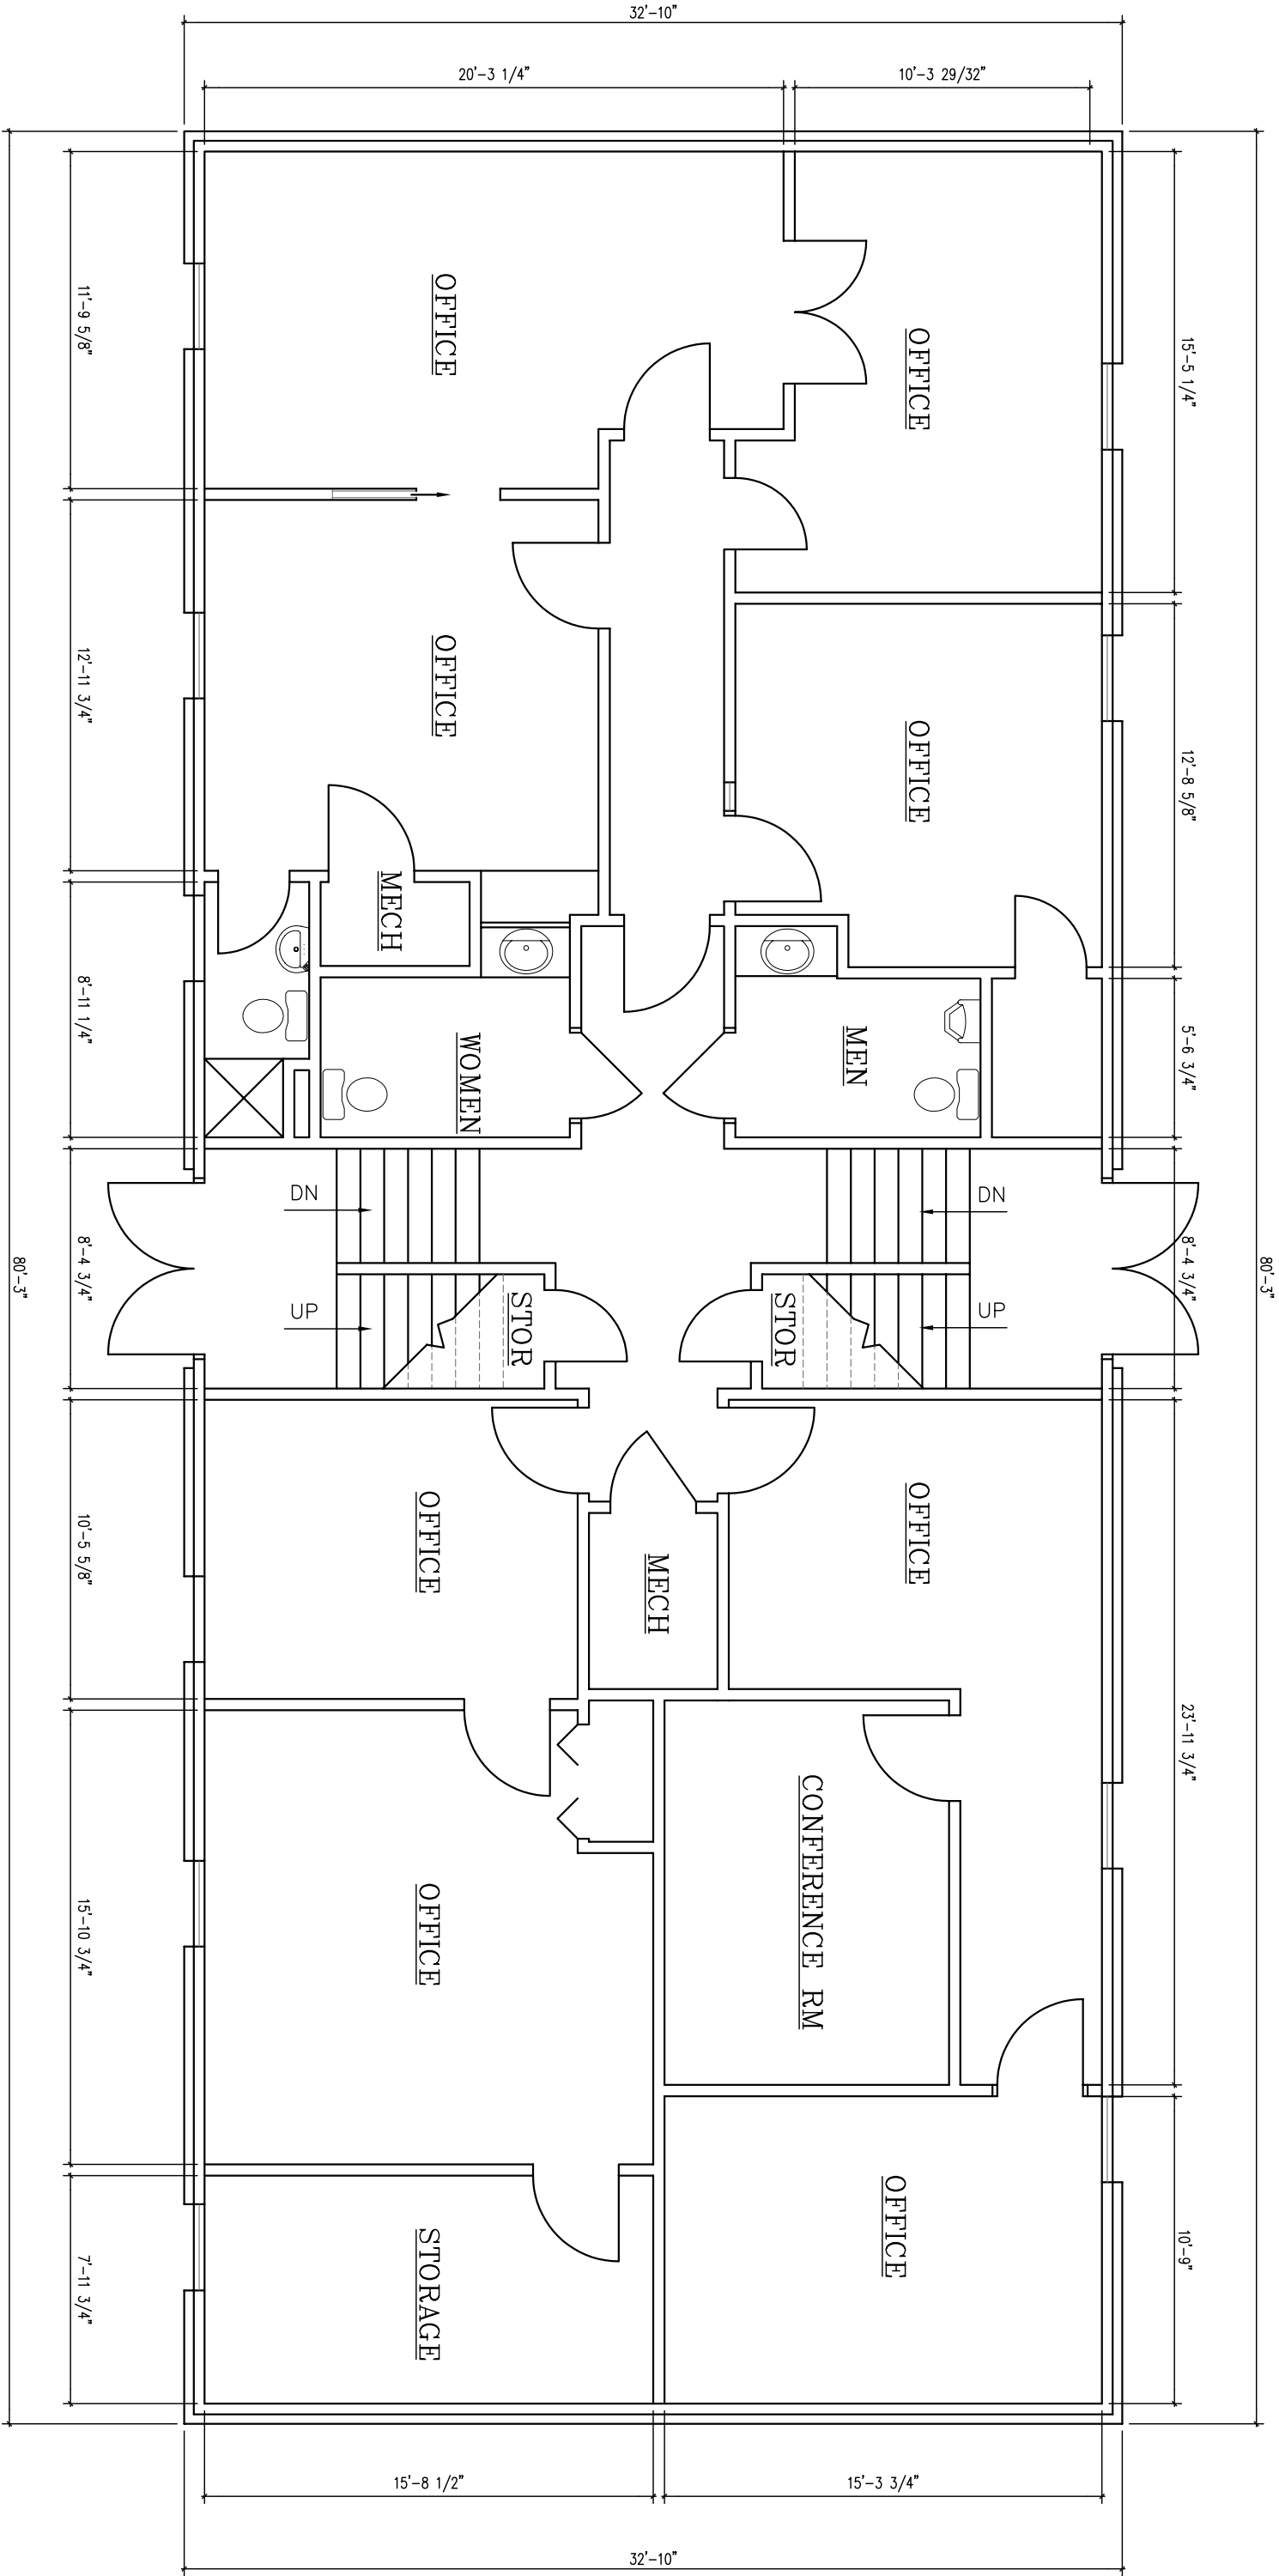 32'-10"
20'-3 1/4"
10'-3 29/32"
OFFICE
OFFICE
11'-9 5/8"
15'-5 1/4"
OFFICE
OFFICE
12'-11 3/4"
12'-8 5/8"
MECH
8'-11 1/4"
WOMEN
MEN
5'-6 3/4"
DN
DN
80'-3"
8'-4 3/4"
8'-4 3/4"
80'-3"
UP
STOR
STOR
UP
10'-5 5/8"
OFFICE
OFFICE
MECH
23'-11 3/4"
CONFERENCE RM
OFFICE
15'-10 3/4"
OFFICE
10'-9"
STORAGE
7'-11 3/4"
15'-8 1/2"
15'-3 3/4"
32'-10"